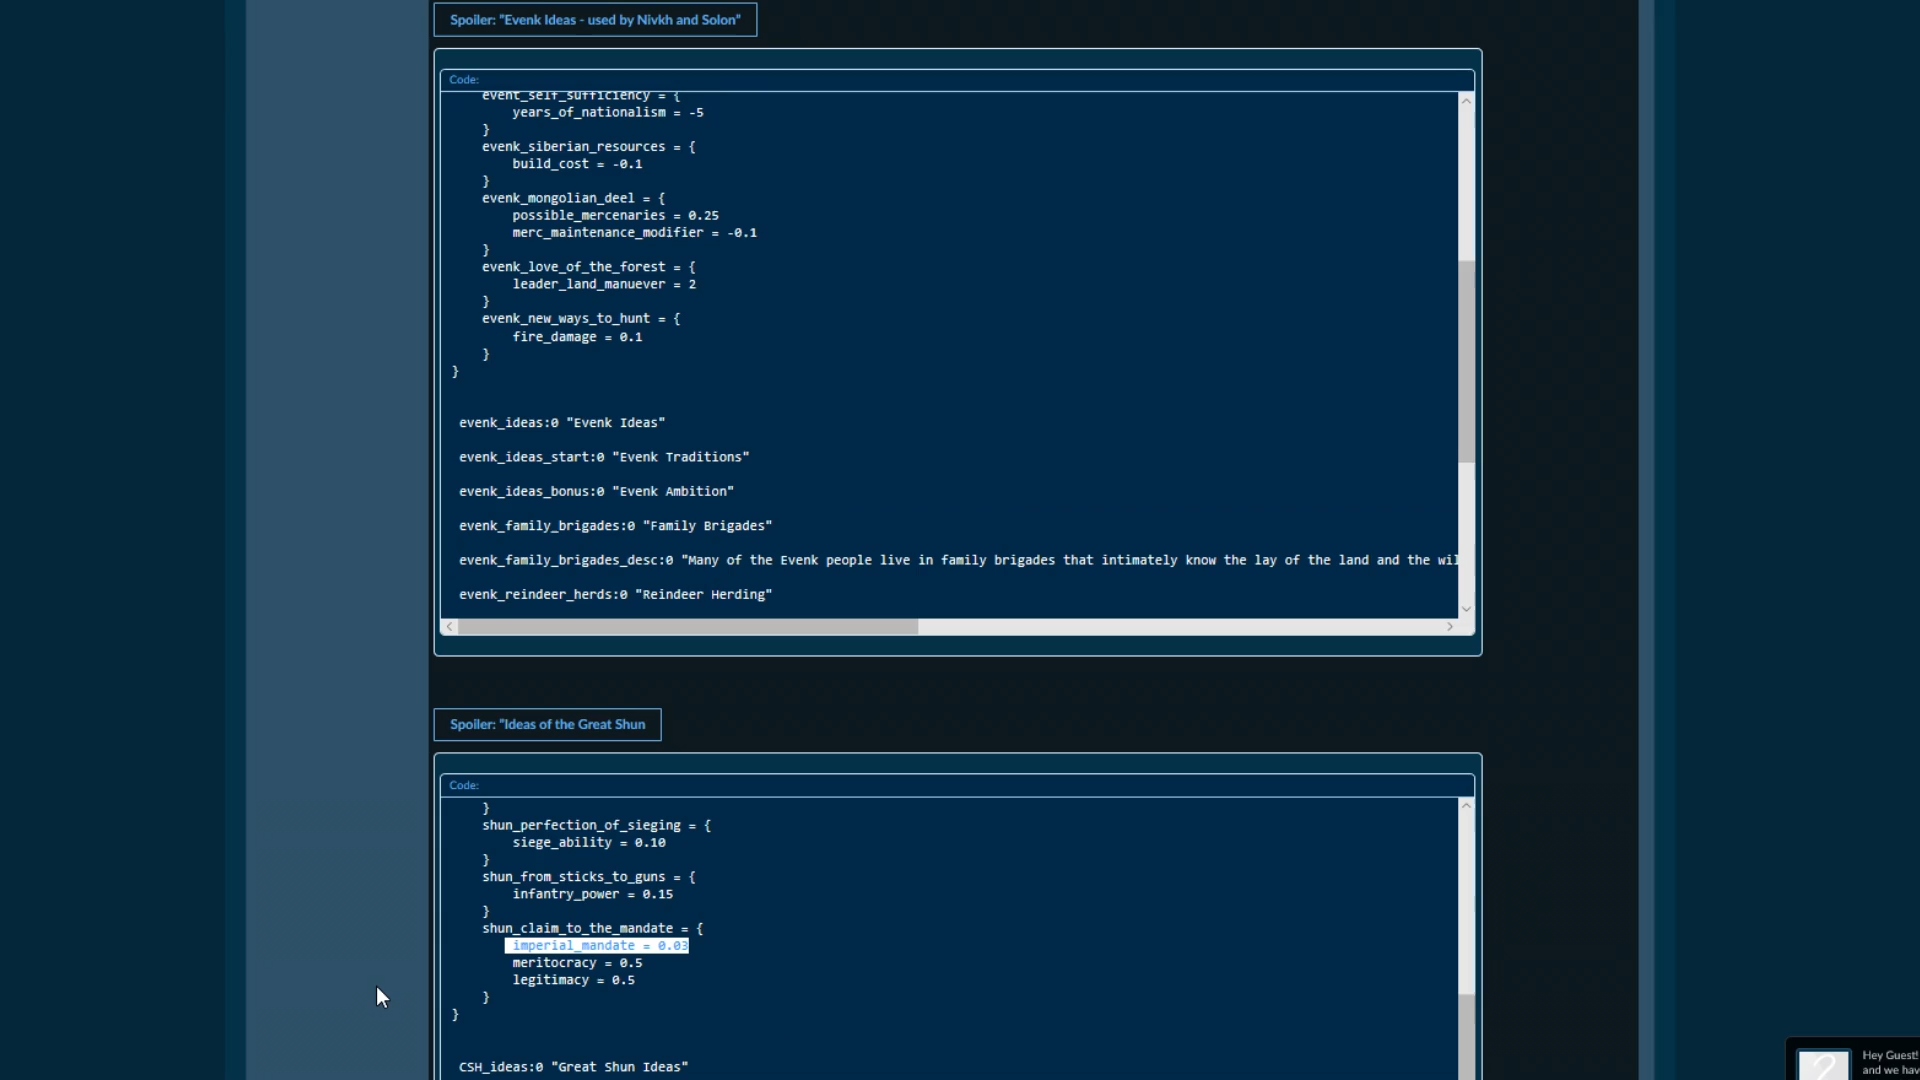 Spoiler: "Evenk Ideas - used by Nivkh and Solon"
Code:
event_self_sufficiency = {
years_of_nationalism = -5
}
evenk_siberian_resources = {
build_cost = -0.1
}
evenk_mongolian_deel = {
possible_mercenaries = 0.25
merc_maintenance_modifier = -0.1
}
evenk_love_of_the_forest = {
leader_land_manuever = 2
}
evenk_new_ways_to_hunt = {
fire_damage = 0.1
}
}
evenk_ideas:0 "Evenk Ideas"
evenk_ideas_start:0 "Evenk Traditions"
evenk_ideas_bonus:0 "Evenk Ambition"
evenk_family_brigades:0 "Family Brigades"
evenk_family_brigades_desc:0 "Many of the Evenk people live in family brigades that intimately know the lay of the land and the wil
evenk_reindeer_herds:0 "Reindeer Herding"
Spoiler: "Ideas of the Great Shun
Code:
}
shun_perfection_of_sieging = {
siege_ability = 0.10
}
shun_from_sticks_to_guns = {
infantry_power = 0.15
}
shun_claim_to_the_mandate = {
imperial_mandate = 0.03
meritocracy = 0.5
legitimacy = 0.5
}
}
CSH_ideas:0 "Great Shun Ideas"
Hey Guest!
and we hav